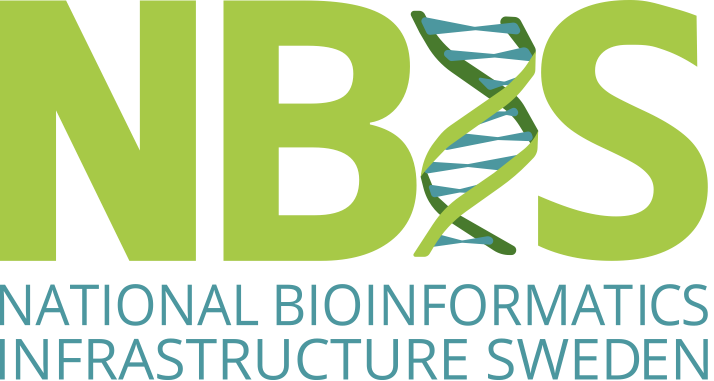 NBIS
NATIONAL BIOINFORMATICS
INFRASTRUCTURE SWEDEN